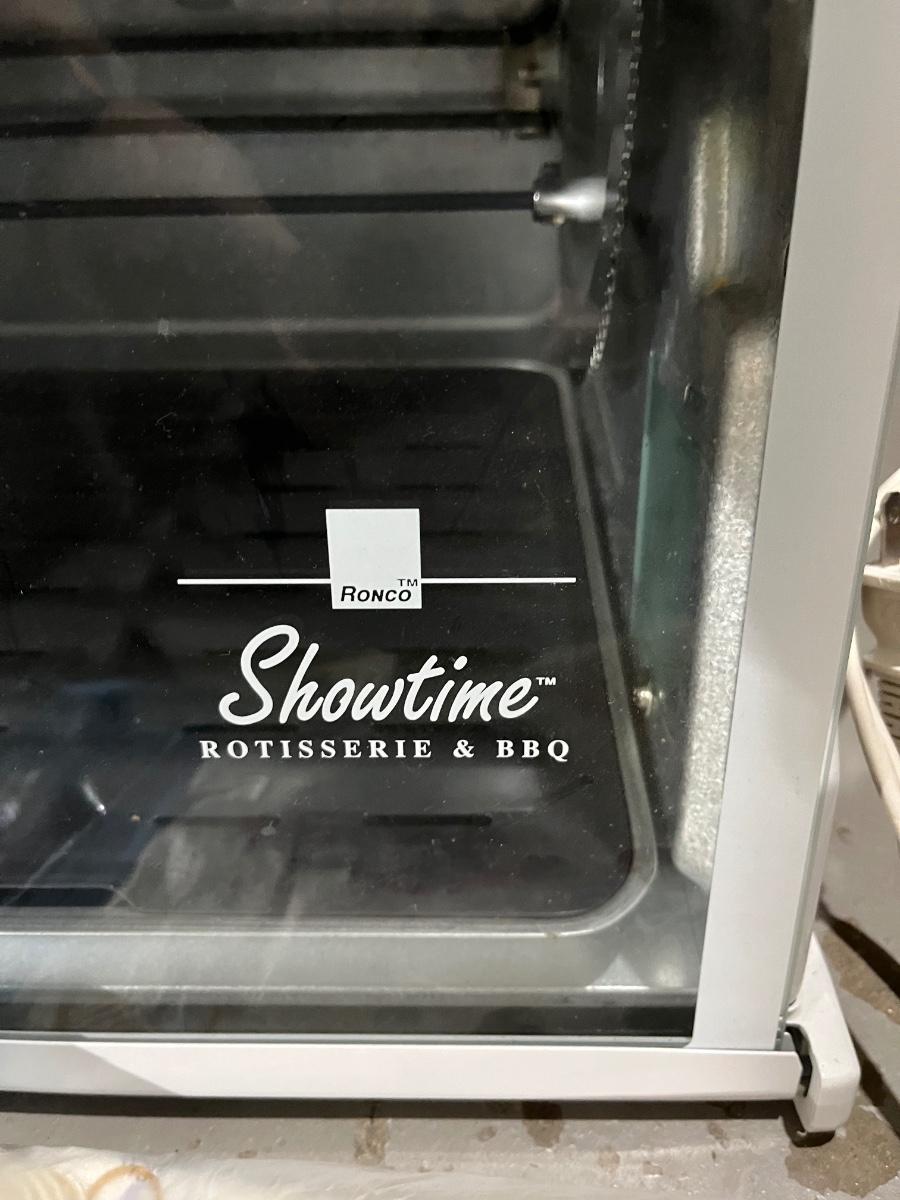 RONCO™
Showtime™
ROTISSERIE & BBQ